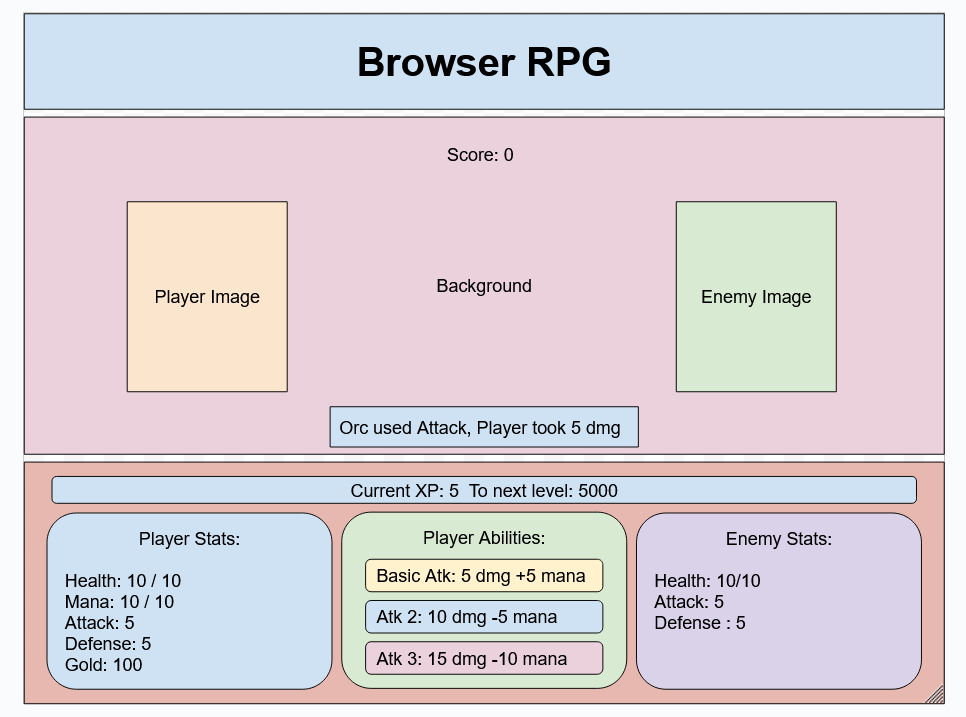 Browser RPG
Score: 0
Player Image
Background
Enemy Image
Orc used Attack, Player took 5 dmg
Current XP: 5  To next level: 5000
Player Stats:
Health: 10 / 10
Mana: 10 / 10
Attack: 5
Defense: 5
Gold: 100
Player Abilities:
Basic Atk: 5 dmg +5 mana
Atk 2: 10 dmg -5 mana
Atk 3: 15 dmg -10 mana
Enemy Stats:
Health: 10/10
Attack: 5
Defense : 5